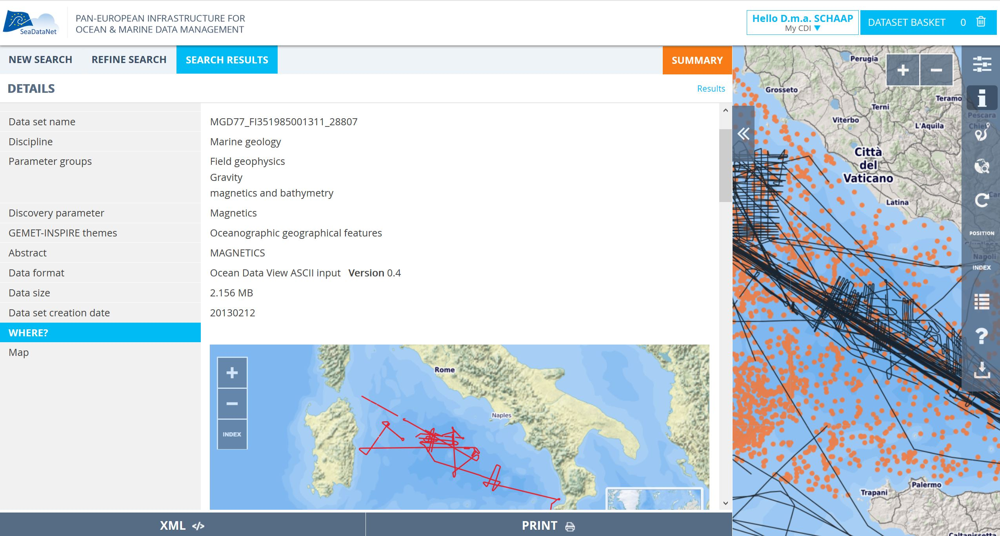 SeaDataNet
PAN-EUROPEAN INFRASTRUCTURE FOR
OCEAN & MARINE DATA MANAGEMENT
Hello D.m.a. SCHAAP
My CDI ▼
DATASET BASKET 0
NEW SEARCH REFINE SEARCH SEARCH RESULTS SUMMARY
DETAILS Results
Data set name MGD77_FI351985001311_28807
Discipline Marine geology
Parameter groups Field geophysics
Gravity
magnetics and bathymetry
Discovery parameter Magnetics
GEMET-INSPIRE themes Oceanographic geographical features
Abstract MAGNETICS
Data format Ocean Data View ASCII input Version 0.4
Data size 2.156 MB
Data set creation date 20130212
WHERE?
Map
+
−
INDEX
Rome
Naples
XML </>
PRINT
Perugia
+ −
Grosseto
Teramo
Terni
Pescara
Viterbo
L'Aquila
Chieti
Città
del
Vaticano
Latina
POSITION
Napoli
INDEX
?
Palermo
Trapani
Caltanissetta